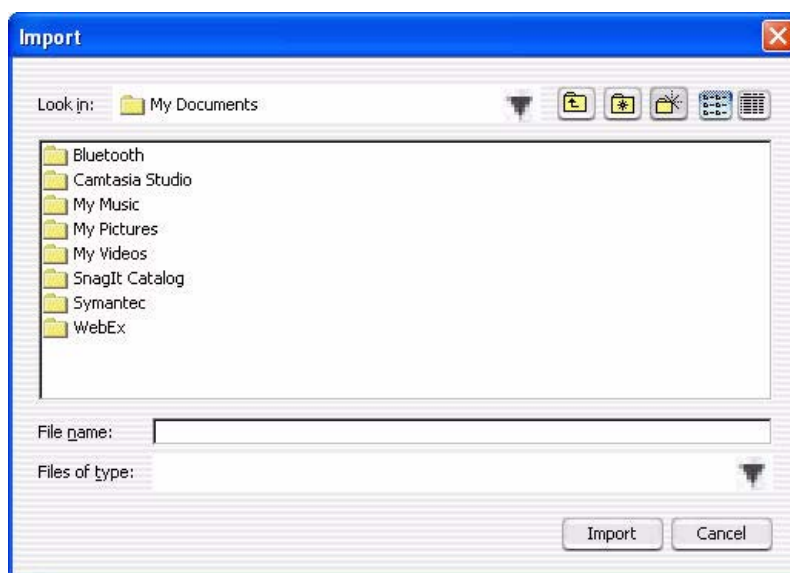 Import
Look in: My Documents
Bluetooth
Camtasia Studio
My Music
My Pictures
My Videos
SnagIt Catalog
Symantec
WebEx
File name:
Files of type:
Import Cancel